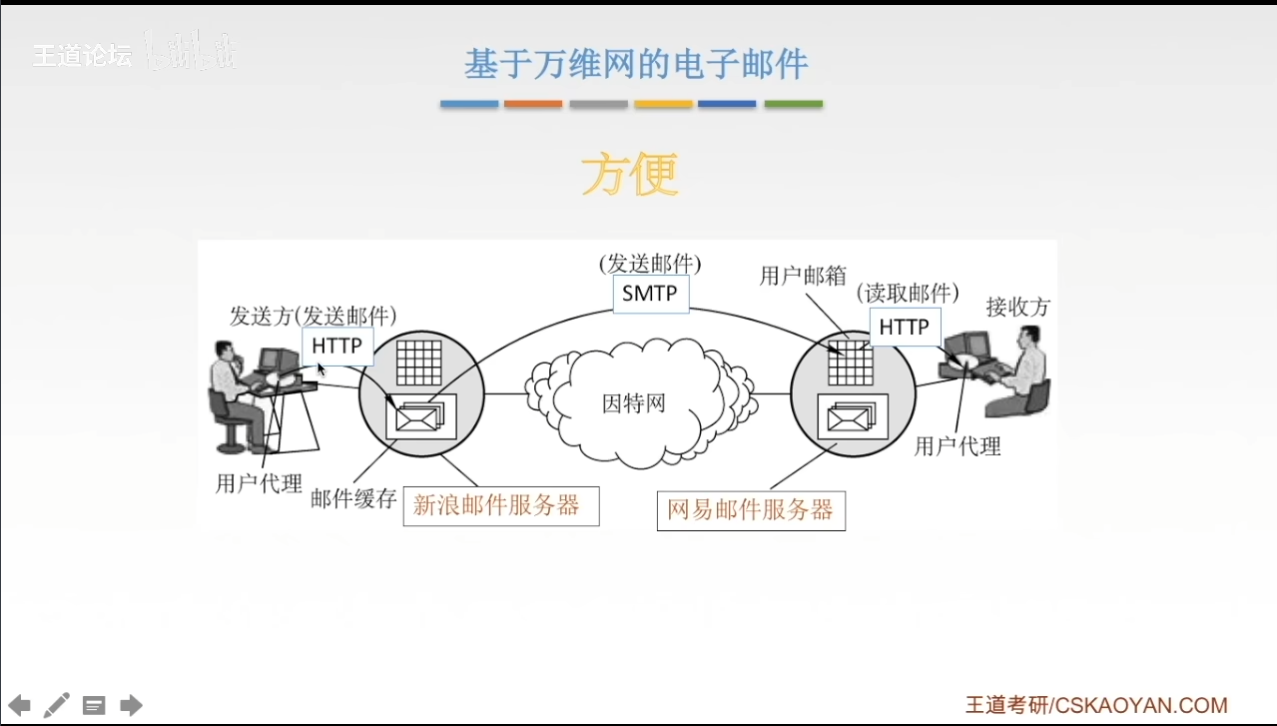 王道论坛 bilibili
基于万维网的电子邮件
方便
(发送邮件)
SMTP
用户邮箱
(读取邮件)
HTTP
接收方
发送方(发送邮件)
HTTP
因特网
用户代理
用户代理
邮件缓存
新浪邮件服务器
网易邮件服务器
王道考研/CSKAOYAN.COM